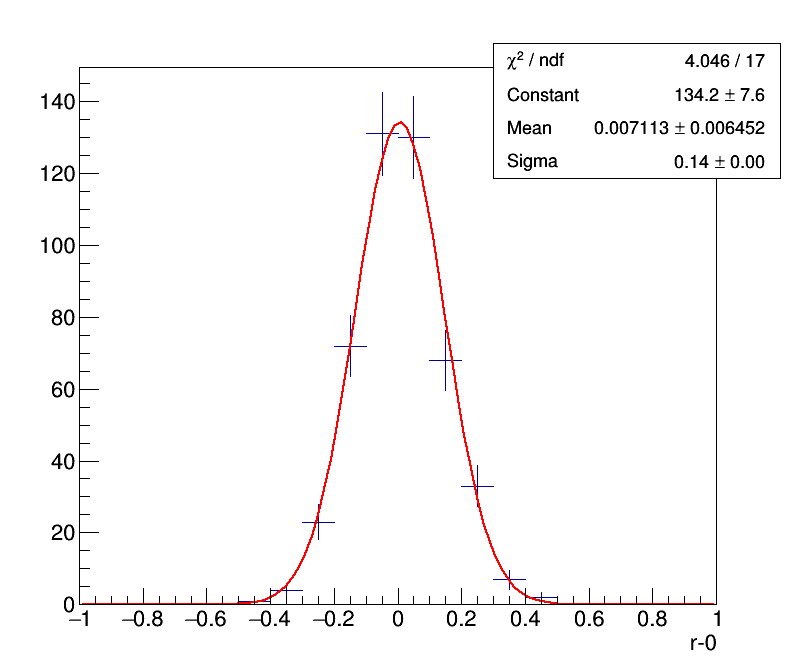 χ² / ndf 4.046 / 17
Constant 134.2 ± 7.6
Mean 0.007113 ± 0.006452
Sigma 0.14 ± 0.00
140
120
100
80
60
40
20
0
−1 −0.8 −0.6 −0.4 −0.2 0 0.2 0.4 0.6 0.8 1
r-0